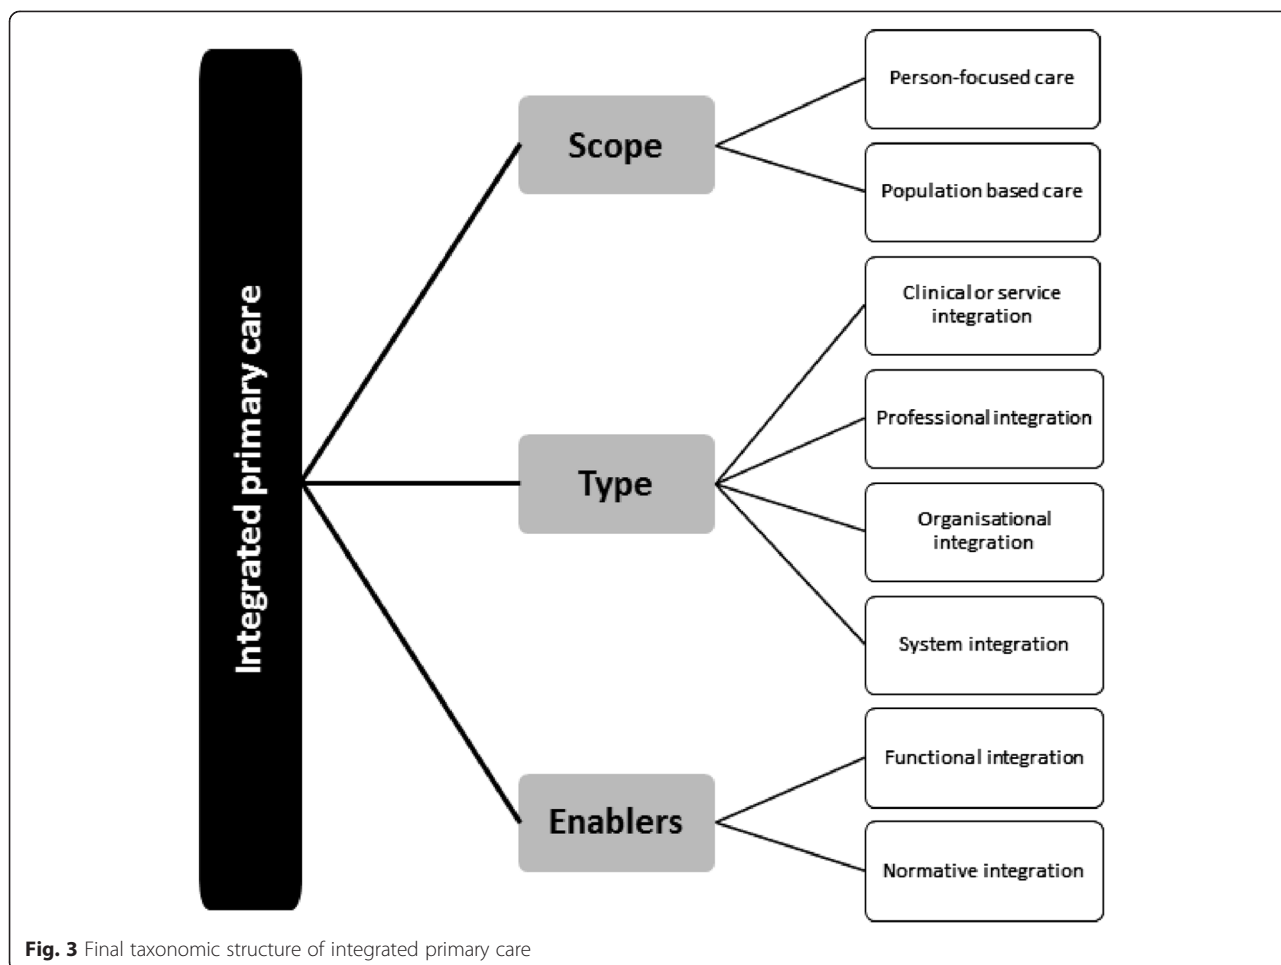 Integrated primary care
Scope
Person-focused care
Population based care
Type
Clinical or service
integration
Professional integration
Organisational
integration
System integration
Enablers
Functional integration
Normative integration
Fig. 3 Final taxonomic structure of integrated primary care